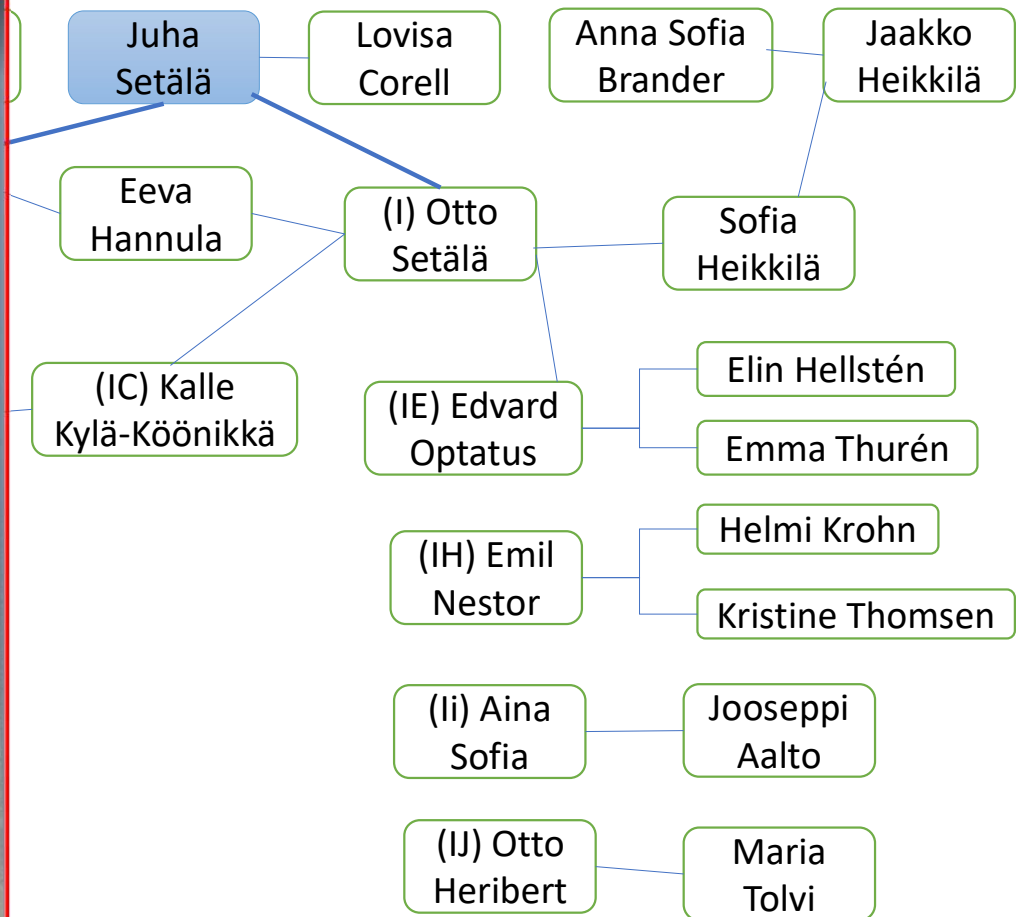 Juha
Setälä
Lovisa
Corell
Anna Sofia
Brander
Jaakko
Heikkilä
Eeva
Hannula
(I) Otto
Setälä
Sofia
Heikkilä
(IC) Kalle
Kylä-Köönikkä
(IE) Edvard
Optatus
Elin Hellstén
Emma Thurén
(IH) Emil
Nestor
Helmi Krohn
Kristine Thomsen
(Ii) Aina
Sofia
Jooseppi
Aalto
(IJ) Otto
Heribert
Maria
Tolvi